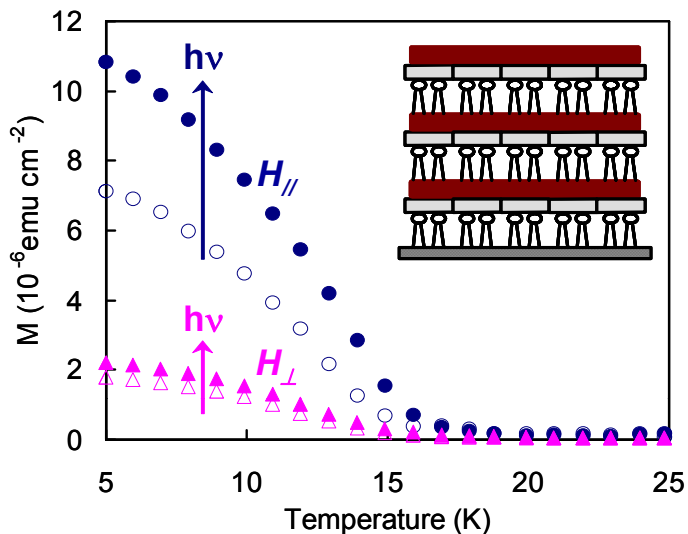 12
10
8
6
4
2
0
M (10⁻⁶emu cm⁻²)
hν
H//
hν
H⊥
5
10
15
20
25
Temperature (K)